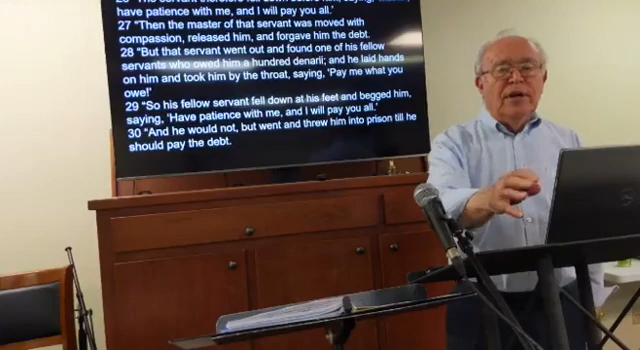 have patience with me, and I will pay you all.'
27 "Then the master of that servant was moved with
compassion, released him, and forgave him the debt.
28 "But that servant went out and found one of his fellow
servants who owed him a hundred denarii; and he laid hands
on him and took him by the throat, saying, 'Pay me what you
owe!'
29 "So his fellow servant fell down at his feet and begged him,
saying, 'Have patience with me, and I will pay you all.'
30 "And he would not, but went and threw him into prison till he
should pay the debt.